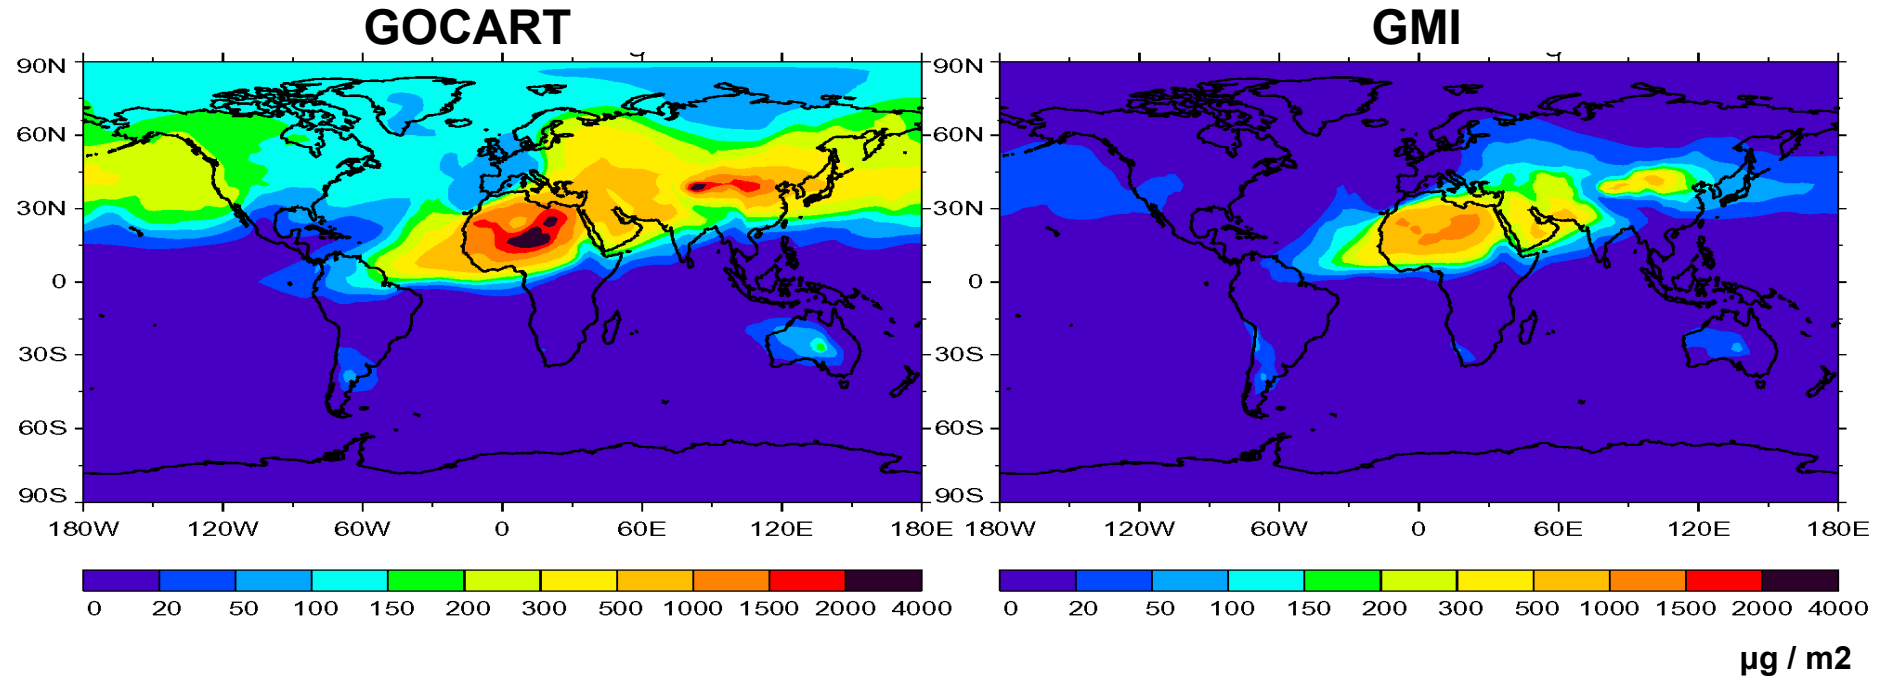 GOCART GMI
90N 90N
60N 60N
30N 30N
0 0
30S 30S
60S 60S
90S 90S
180W 120W 60W 0 60E 120E 180E 180W 120W 60W 0 60E 120E 180E
0 20 50 100 150 200 300 500 1000 1500 2000 4000 0 20 50 100 150 200 300 500 1000 1500 2000 4000
µg / m2